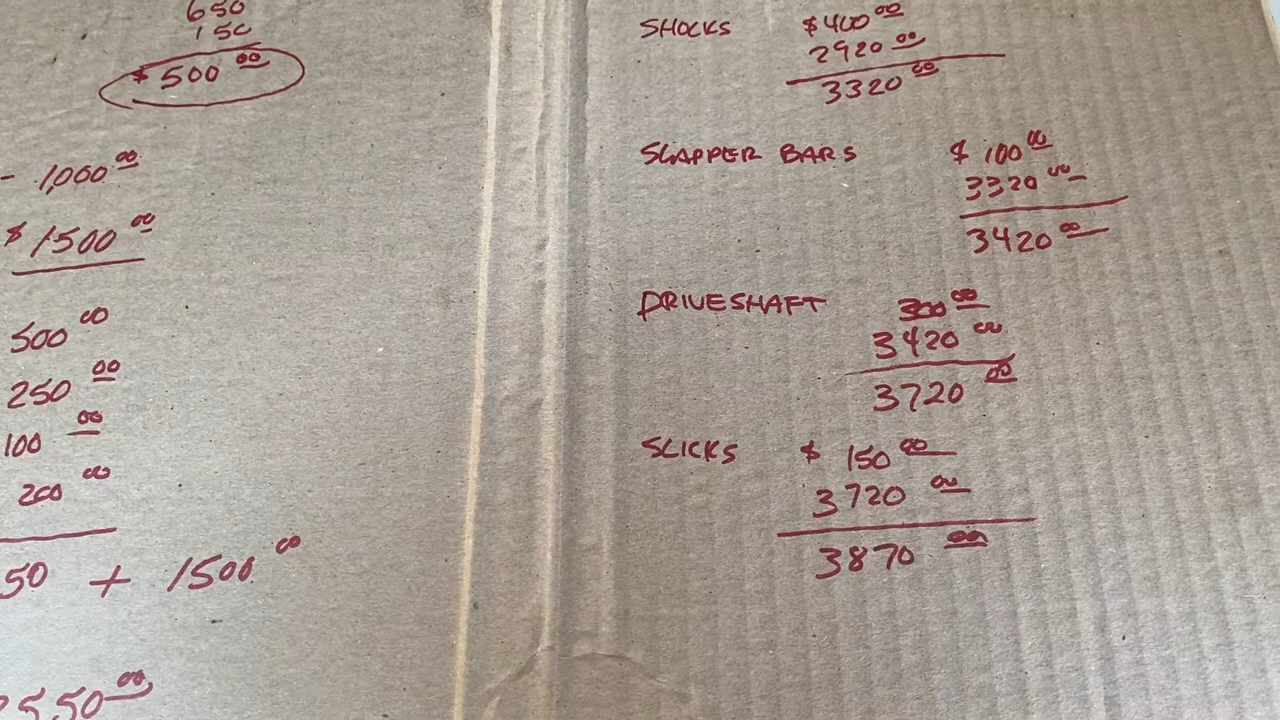 650
150
$500 00
- 1,000 00
$1500 00
500 00
250 00
100 00
200 00
50 + 1500 00
2550 00
SHOCKS $400 00
2920 00
3320 00
SLAPPER BARS $ 100 00
3320 00
3420 00
DRIVESHAFT 300 00
3420 00
3720 00
SLICKS $ 150 00
3720 00
3870 00